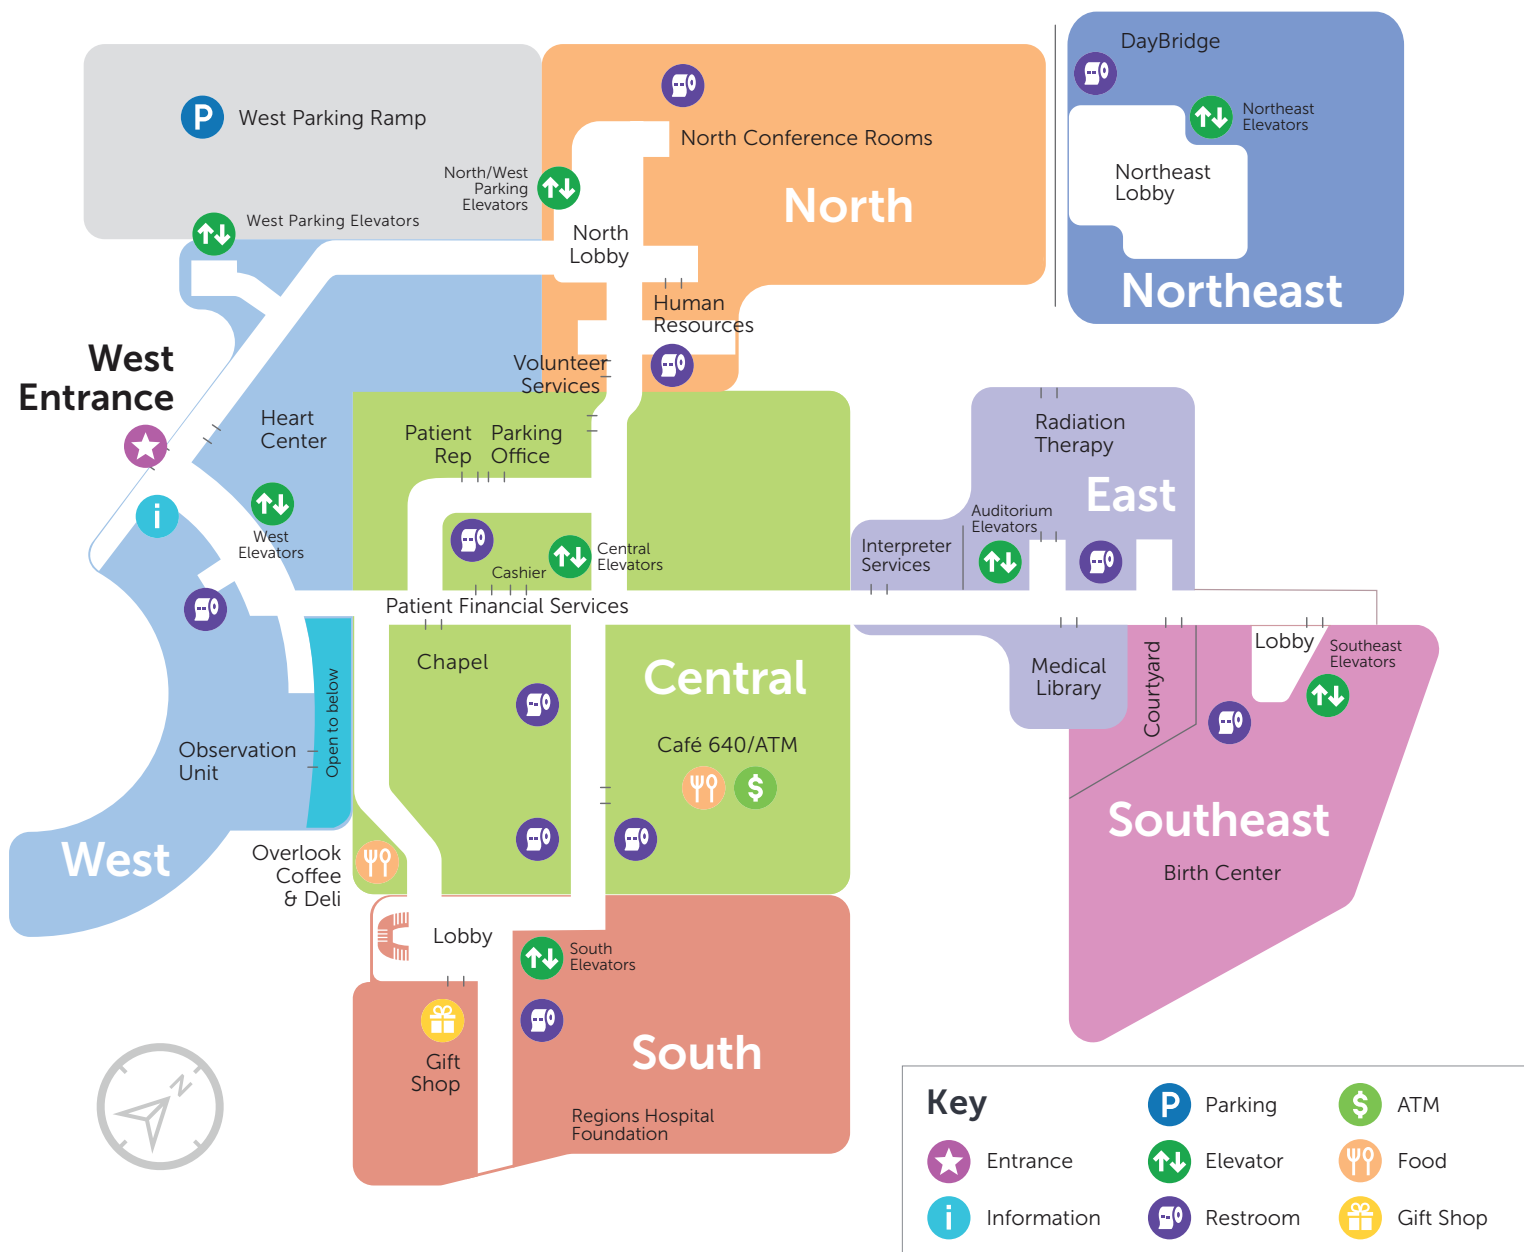 DayBridge
P
West Parking Ramp
North Conference Rooms
Northeast
Elevators
North/West
Parking
Elevators
Northeast
Lobby
North
West Parking Elevators
North
Lobby
Northeast
Human
Resources
West
Entrance
Volunteer
Services
Heart
Center
Patient
Rep
Parking
Office
Radiation
Therapy
East
i
West
Elevators
Auditorium
Elevators
Central
Elevators
Interpreter
Services
Cashier
Patient Financial Services
Chapel
Central
Medical
Library
Courtyard
Lobby
Southeast
Elevators
Open to below
Observation
Unit
Café 640/ATM
$
Southeast
West
Overlook
Coffee
& Deli
Birth Center
Lobby
South
Elevators
South
Gift
Shop
N
Regions Hospital
Foundation
Key
P
Parking
$
ATM
Entrance
Elevator
Food
i
Information
Restroom
Gift Shop